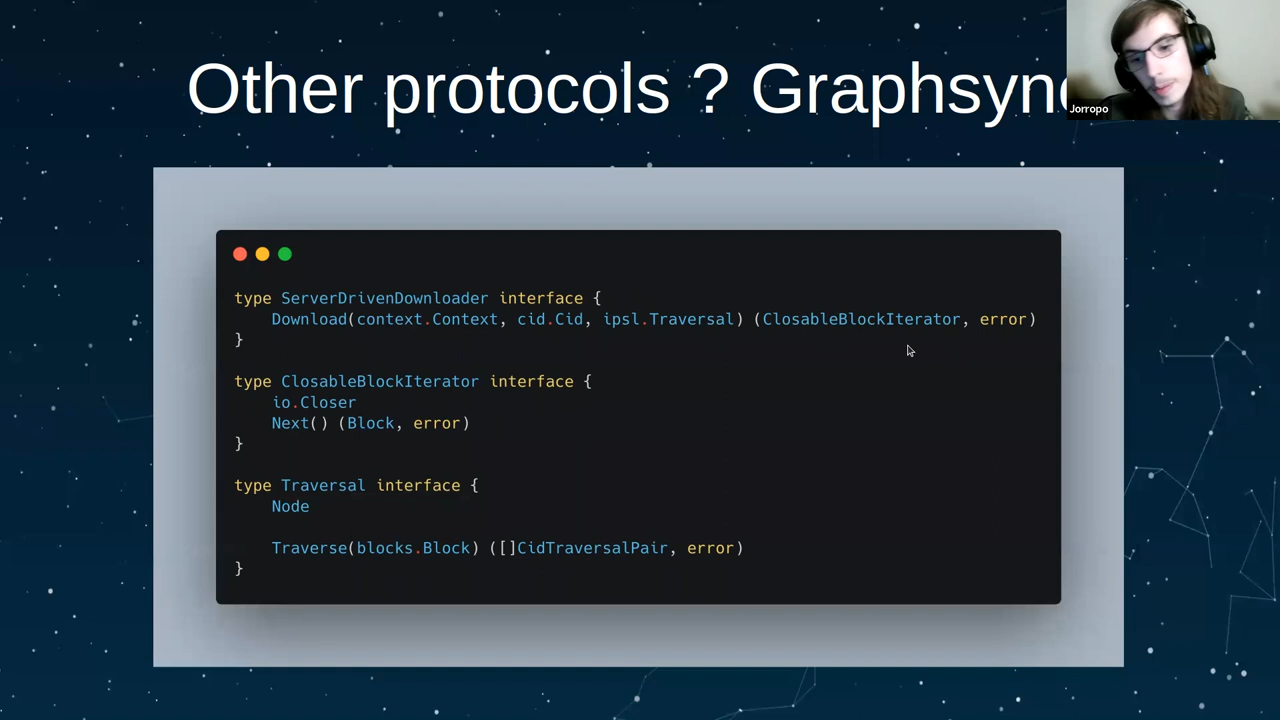 Other protocols ? Graphsync
Jorropo
type ServerDrivenDownloader interface {
Download(context.Context, cid.Cid, ipsl.Traversal) (ClosableBlockIterator, error)
}
type ClosableBlockIterator interface {
io.Closer
Next() (Block, error)
}
type Traversal interface {
Node
Traverse(blocks.Block) ([]CidTraversalPair, error)
}